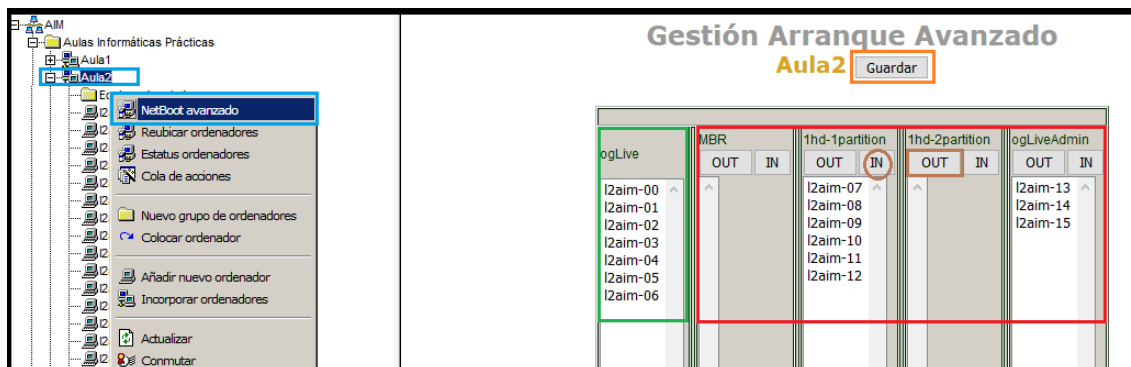 AIM
Aulas Informáticas Prácticas
Aula1
Aula2
NetBoot avanzado
Reubicar ordenadores
Estatus ordenadores
Cola de acciones
Nuevo grupo de ordenadores
Colocar ordenador
Añadir nuevo ordenador
Incorporar ordenadores
Actualizar
Conmutar
Gestión Arranque Avanzado
Aula2 Guardar
ogLive MBR 1hd-1partition 1hd-2partition ogLiveAdmin
OUT IN OUT IN OUT IN OUT IN
l2aim-00 l2aim-07 l2aim-13
l2aim-01 l2aim-08 l2aim-14
l2aim-02 l2aim-09 l2aim-15
l2aim-03 l2aim-10
l2aim-04 l2aim-11
l2aim-05 l2aim-12
l2aim-06